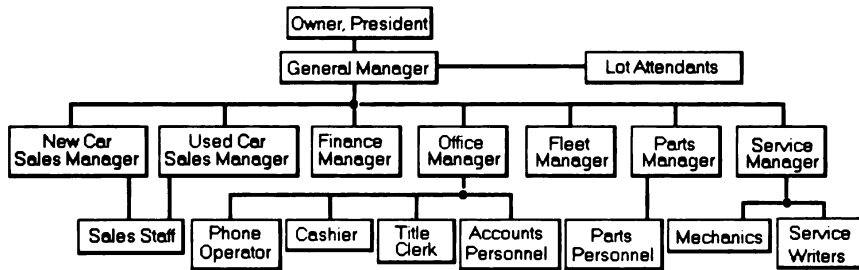 Owner, President
General Manager
Lot Attendants
New Car
Sales Manager
Used Car
Sales Manager
Finance
Manager
Office
Manager
Fleet
Manager
Parts
Manager
Service
Manager
Sales Staff
Phone
Operator
Cashier
Title
Clerk
Accounts
Personnel
Parts
Personnel
Mechanics
Service
Writers